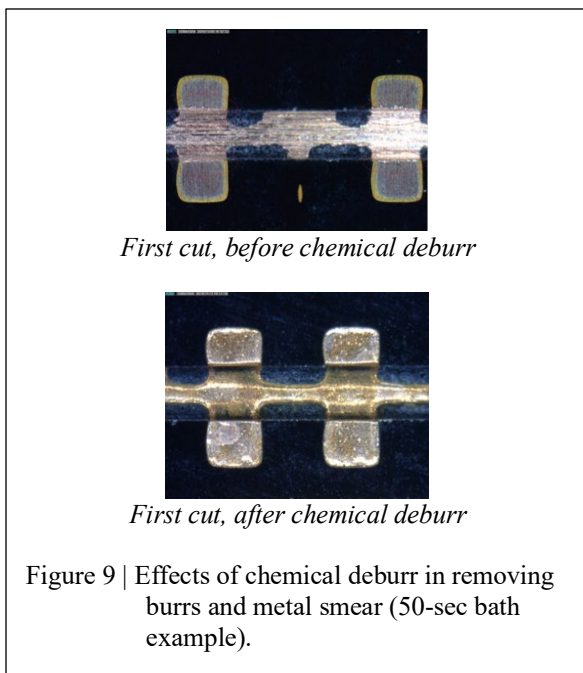 First cut, before chemical deburr
First cut, after chemical deburr
Figure 9 | Effects of chemical deburr in removing
burrs and metal smear (50-sec bath
example).